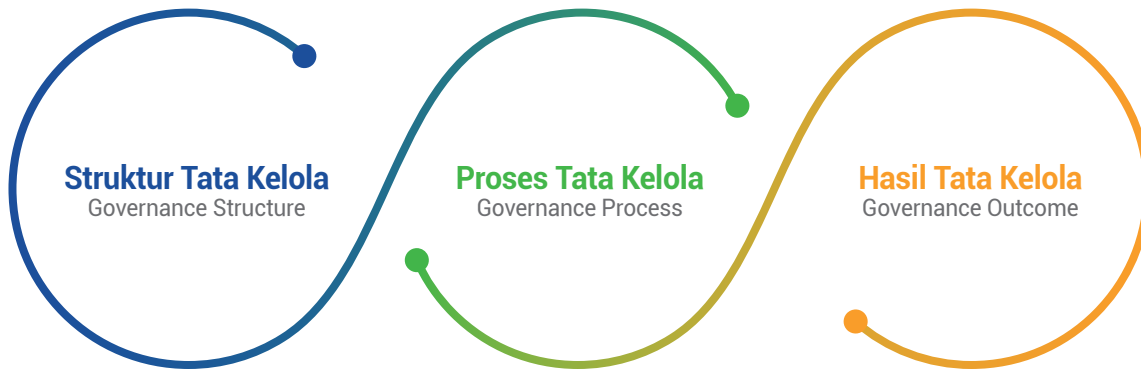 Struktur Tata Kelola
Governance Structure
Proses Tata Kelola
Governance Process
Hasil Tata Kelola
Governance Outcome